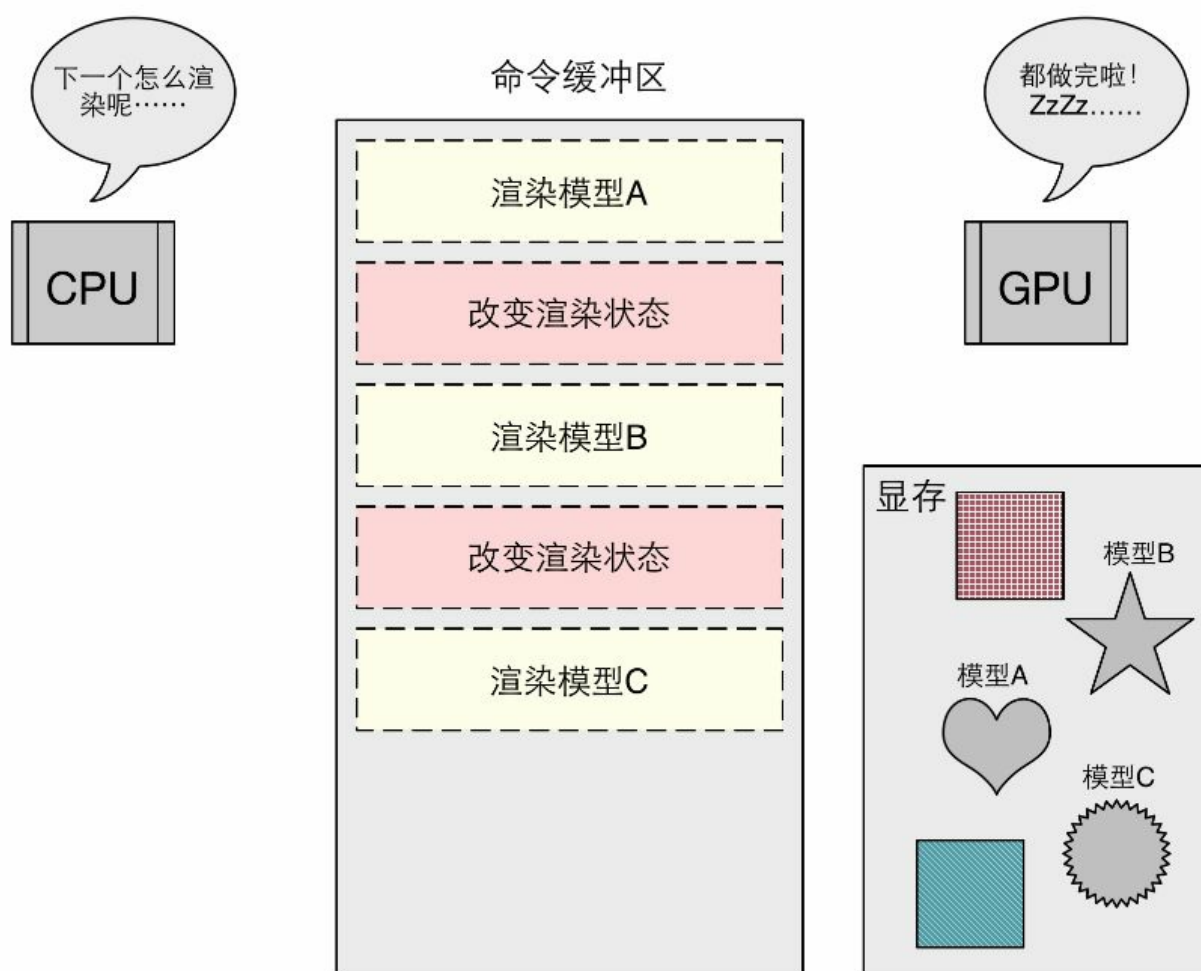 下一个怎么渲
染呢……
命令缓冲区
都做完啦！
ZzZz……
CPU
渲染模型A
改变渲染状态
渲染模型B
改变渲染状态
渲染模型C
GPU
显存
模型B
模型A
模型C